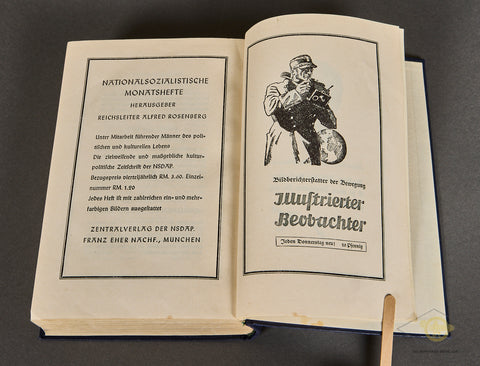 NATIONALSOZIALISTISCHE
MONATSHEFTE
HERAUSGEBER
REICHSLEITER ALFRED ROSENBERG
Unter Mitarbeit führender Männer des poli-
tischen und kulturellen Lebens
Die zielweisende und maßgebliche kultur-
politische Zeitschrift der NSDAP.
Bezugspreis vierteljährlich RM. 3.60. Einzel-
nummer RM. 1.20
Jedes Heft ist mit zahlreichen ein- und mehr-
farbigen Bildern ausgestattet
ZENTRALVERLAG DER NSDAP.
FRANZ EHER NACHF., MÜNCHEN
Bildberichterstatter der Bewegung
Illustrierter
Beobachter
Jeden Donnerstag neu! 20 Pfennig